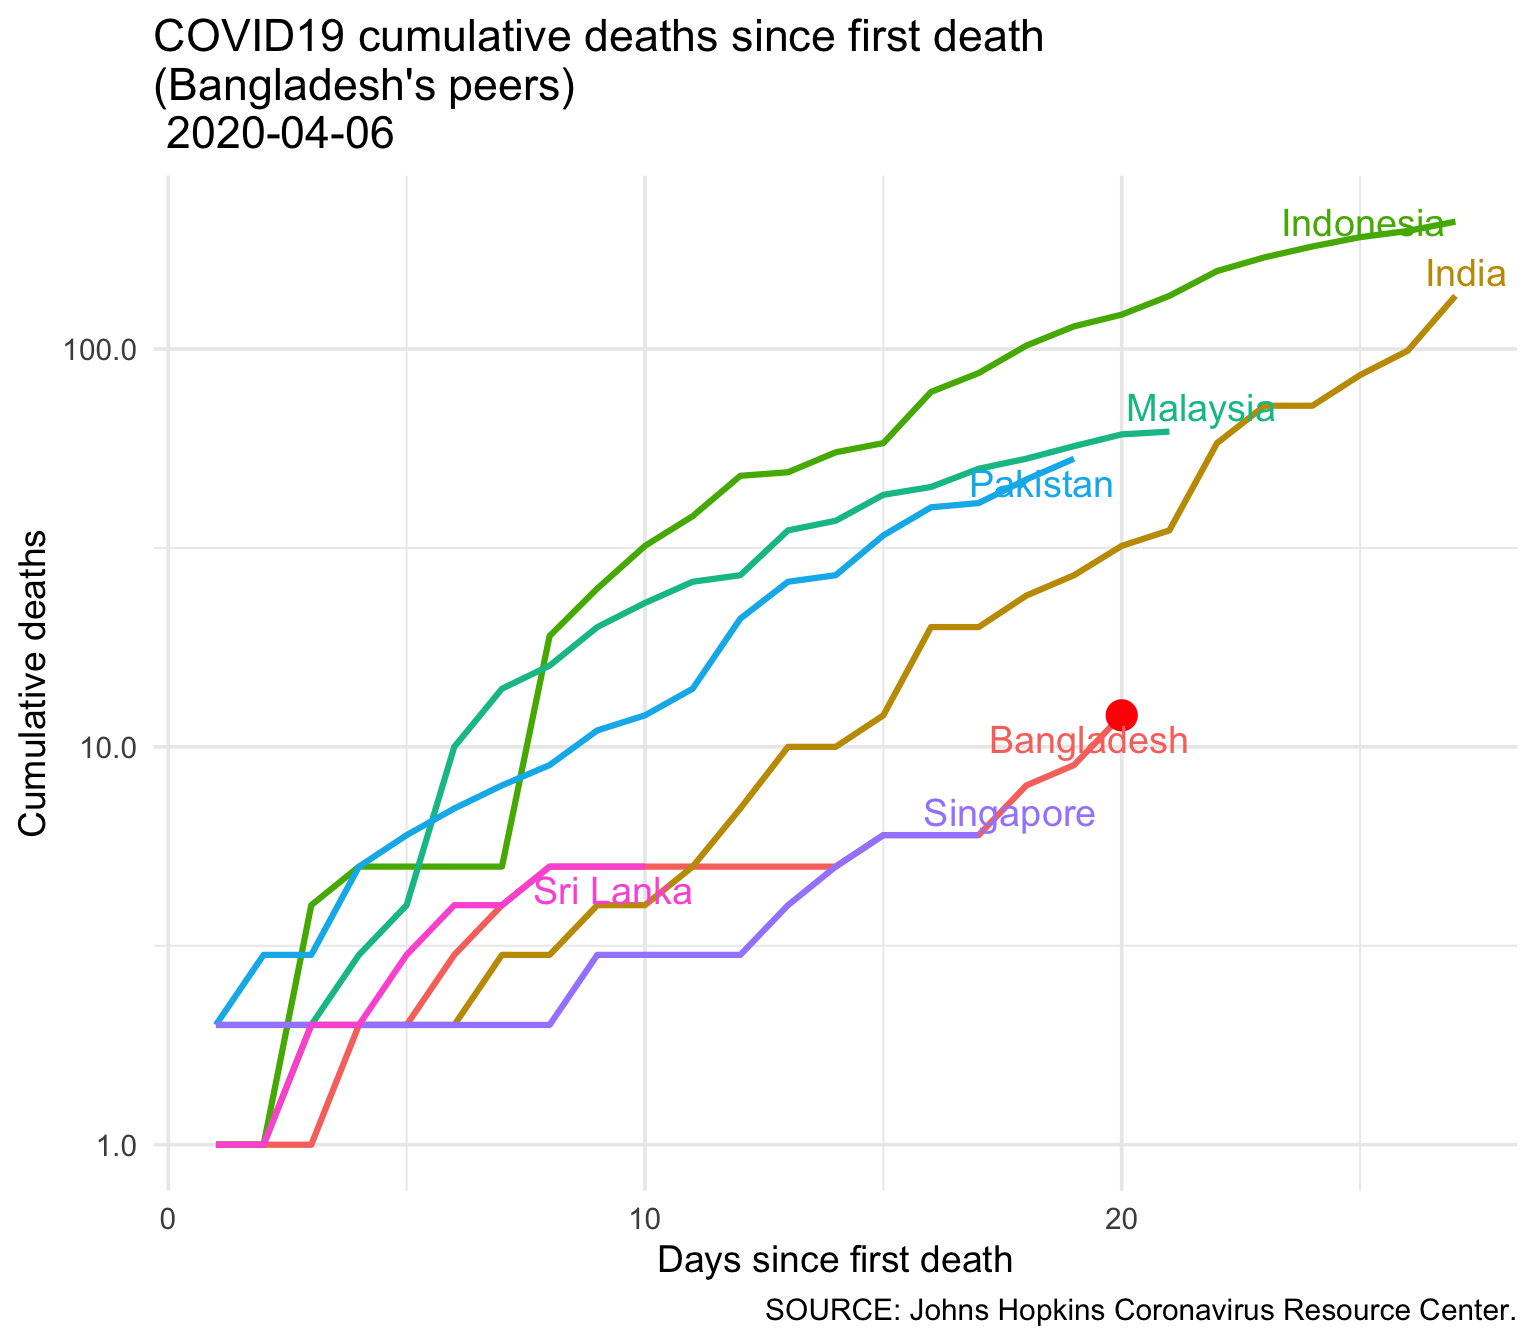 COVID19 cumulative deaths since first death
(Bangladesh's peers)
2020-04-06
Indonesia
India
100.0
Malaysia
Pakistan
Cumulative deaths
Bangladesh
10.0
Singapore
Sri Lanka
1.0
0
10
20
Days since first death
SOURCE: Johns Hopkins Coronavirus Resource Center.